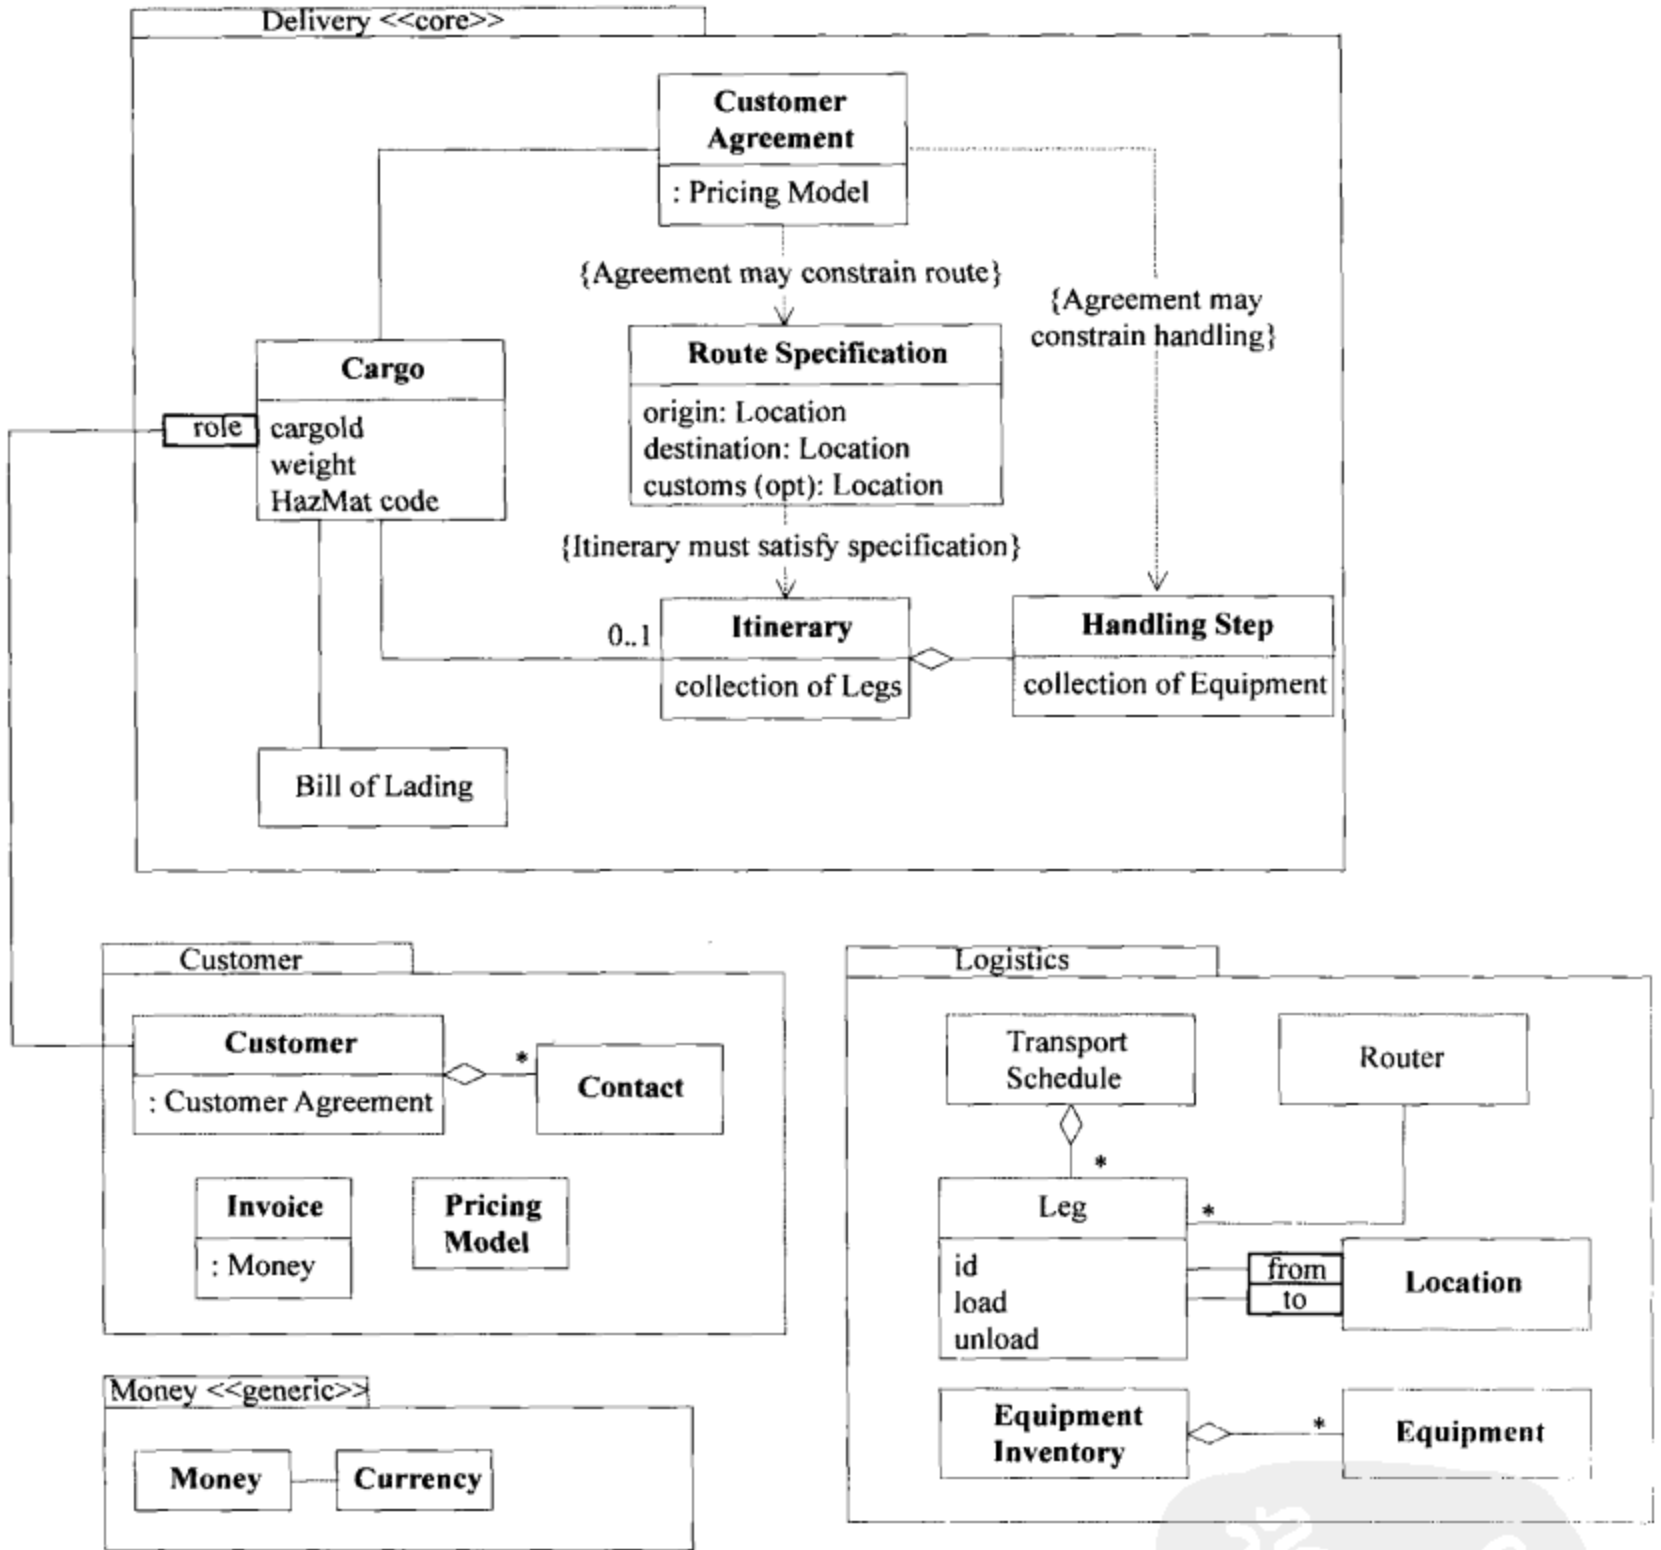 Delivery <<core>>
Customer
Agreement
: Pricing Model
{Agreement may constrain route}
{Agreement may
constrain handling}
Cargo
role
cargoId
weight
HazMat code
Route Specification
origin: Location
destination: Location
customs (opt): Location
{Itinerary must satisfy specification}
0..1
Itinerary
collection of Legs
Handling Step
collection of Equipment
Bill of Lading
Customer
Customer
: Customer Agreement
*
Contact
Invoice
: Money
Pricing
Model
Money <<generic>>
Money
Currency
Logistics
Transport
Schedule
Router
*
Leg
*
id
load
unload
from
to
Location
Equipment
Inventory
*
Equipment